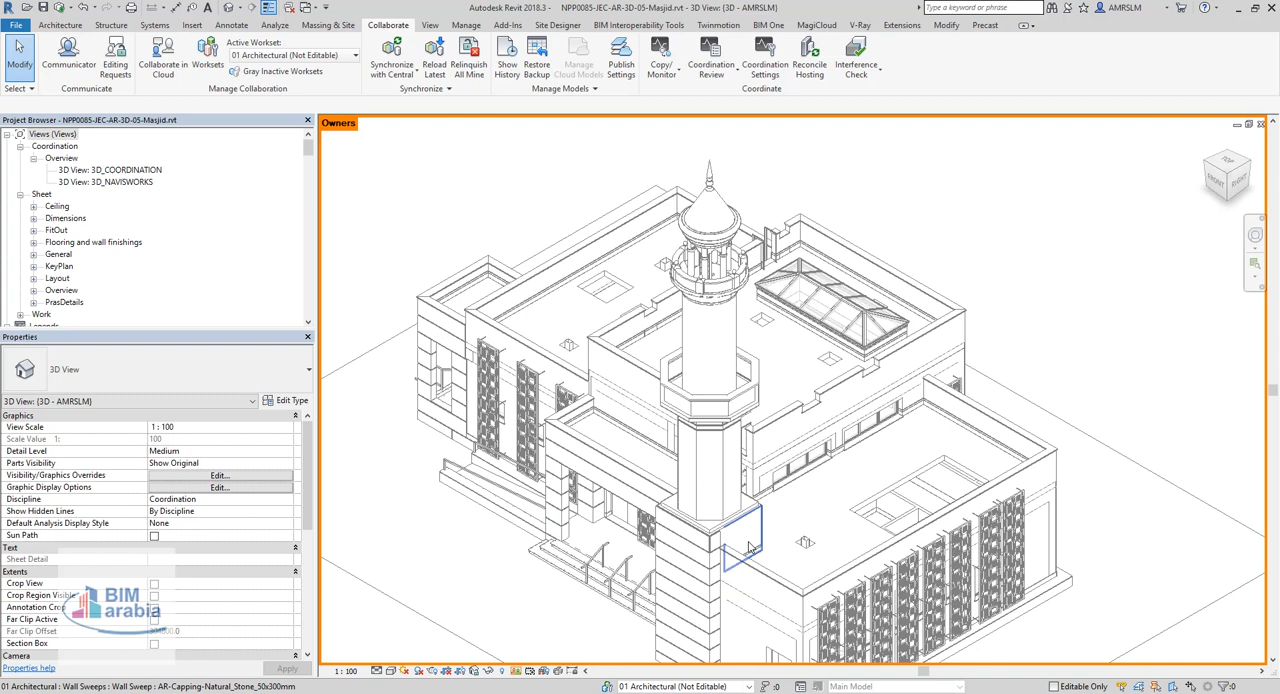 Autodesk Revit 2018.3 - NPP0085-JEC-AR-3D-05-Masjid.rvt - 3D View: {3D - AMRSLM}
Type a keyword or phrase
AMRSLM
File Architecture Structure Systems Insert Annotate Analyze Massing & Site Collaborate View Manage Add-Ins Site Designer BIM Interoperability Tools Twinmotion BIM One MagiCloud V-Ray Extensions Modify Precast
Modify
Select
Communicator
Editing Requests
Communicate
Collaborate in Cloud
Worksets
Active Workset:
01 Architectural (Not Editable)
Gray Inactive Worksets
Manage Collaboration
Synchronize with Central
Reload Latest
Relinquish All Mine
Synchronize
Show History
Restore Backup
Manage Cloud Models
Publish Settings
Manage Models
Copy/ Monitor
Coordination Review
Coordination Settings
Reconcile Hosting
Interference Check
Coordinate
Project Browser - NPP0085-JEC-AR-3D-05-Masjid.rvt
Views (Views)
Coordination
Overview
3D View: 3D_COORDINATION
3D View: 3D_NAVISWORKS
Sheet
Ceiling
Dimensions
FitOut
Flooring and wall finishings
General
KeyPlan
Layout
Overview
PrasDetails
Work
Legends
Properties
3D View
3D View: {3D - AMRSLM} Edit Type
Graphics
View Scale 1 : 100
Scale Value 1: 100
Detail Level Medium
Parts Visibility Show Original
Visibility/Graphics Overrides Edit...
Graphic Display Options Edit...
Discipline Coordination
Show Hidden Lines By Discipline
Default Analysis Display Style None
Sun Path
Text
Sheet Detail
Extents
Crop View
Crop Region Visible
Annotation Crop
Far Clip Active
Far Clip Offset
Section Box
Camera
BIM
arabia
Properties help Apply
Owners
TOP
FRONT
RIGHT
1 : 100
01 Architectural : Wall Sweeps : Wall Sweep : AR-Capping-Natural_Stone_50x300mm
01 Architectural (Not Editable)
:0
Main Model
Editable Only
:0